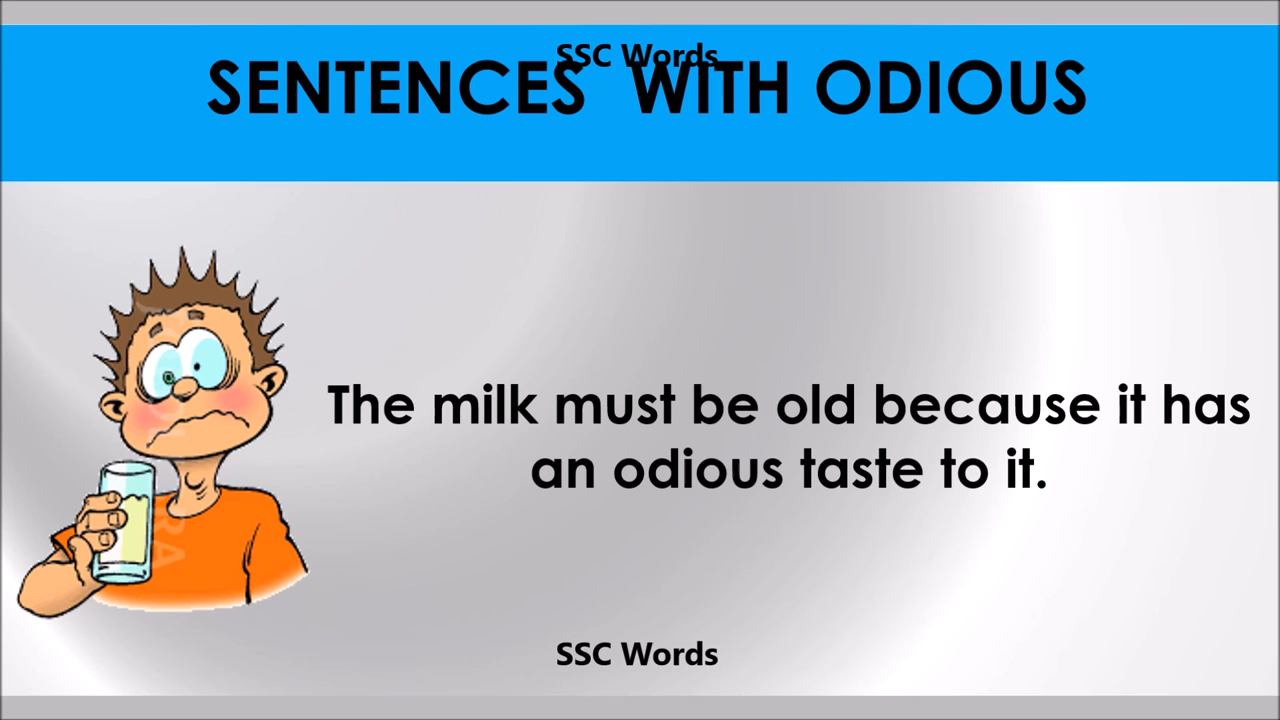 SSC Words
SENTENCES WITH ODIOUS
The milk must be old because it has
an odious taste to it.
SSC Words